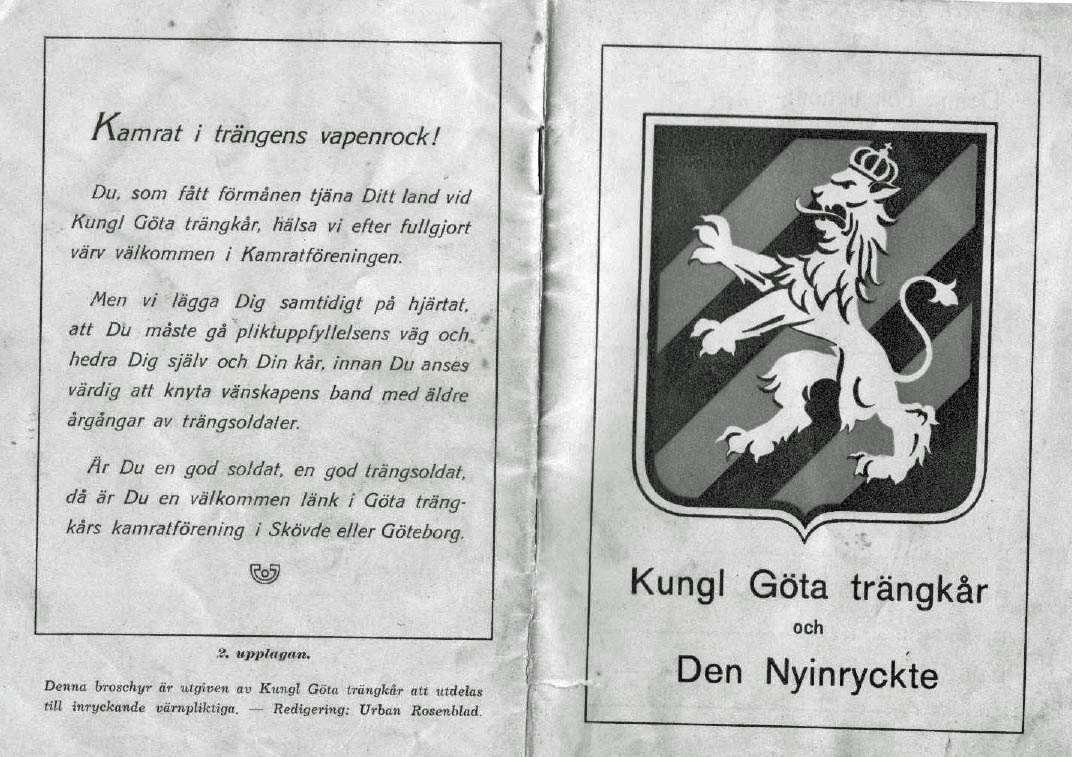 Kamrat i trängens vapenrock!
Du, som fått förmånen tjäna Ditt land vid
Kungl Göta trängkår, hälsa vi efter fullgjort
värv välkommen i Kamratföreningen.
Men vi lägga Dig samtidigt på hjärtat,
att Du måste gå pliktuppfyllelsens väg och
hedra Dig själv och Din kår, innan Du anses
värdig att knyta vänskapens band med äldre
årgångar av trängsoldater.
Är Du en god soldat, en god trängsoldat,
då är Du en välkommen länk i Göta träng-
kårs kamratförening i Skövde eller Göteborg.
2. upplagan.
Denna broschyr är utgiven av Kungl Göta trängkår att utdelas
till inryckande värnpliktiga. — Redigering: Urban Rosenblad.
Kungl Göta trängkår
och
Den Nyinryckte